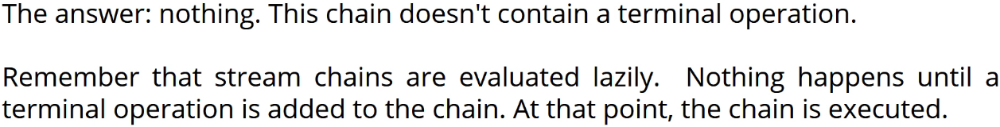 The answer: nothing. This chain doesn't contain a terminal operation.
Remember that stream chains are evaluated lazily. Nothing happens until a
terminal operation is added to the chain. At that point, the chain is executed.